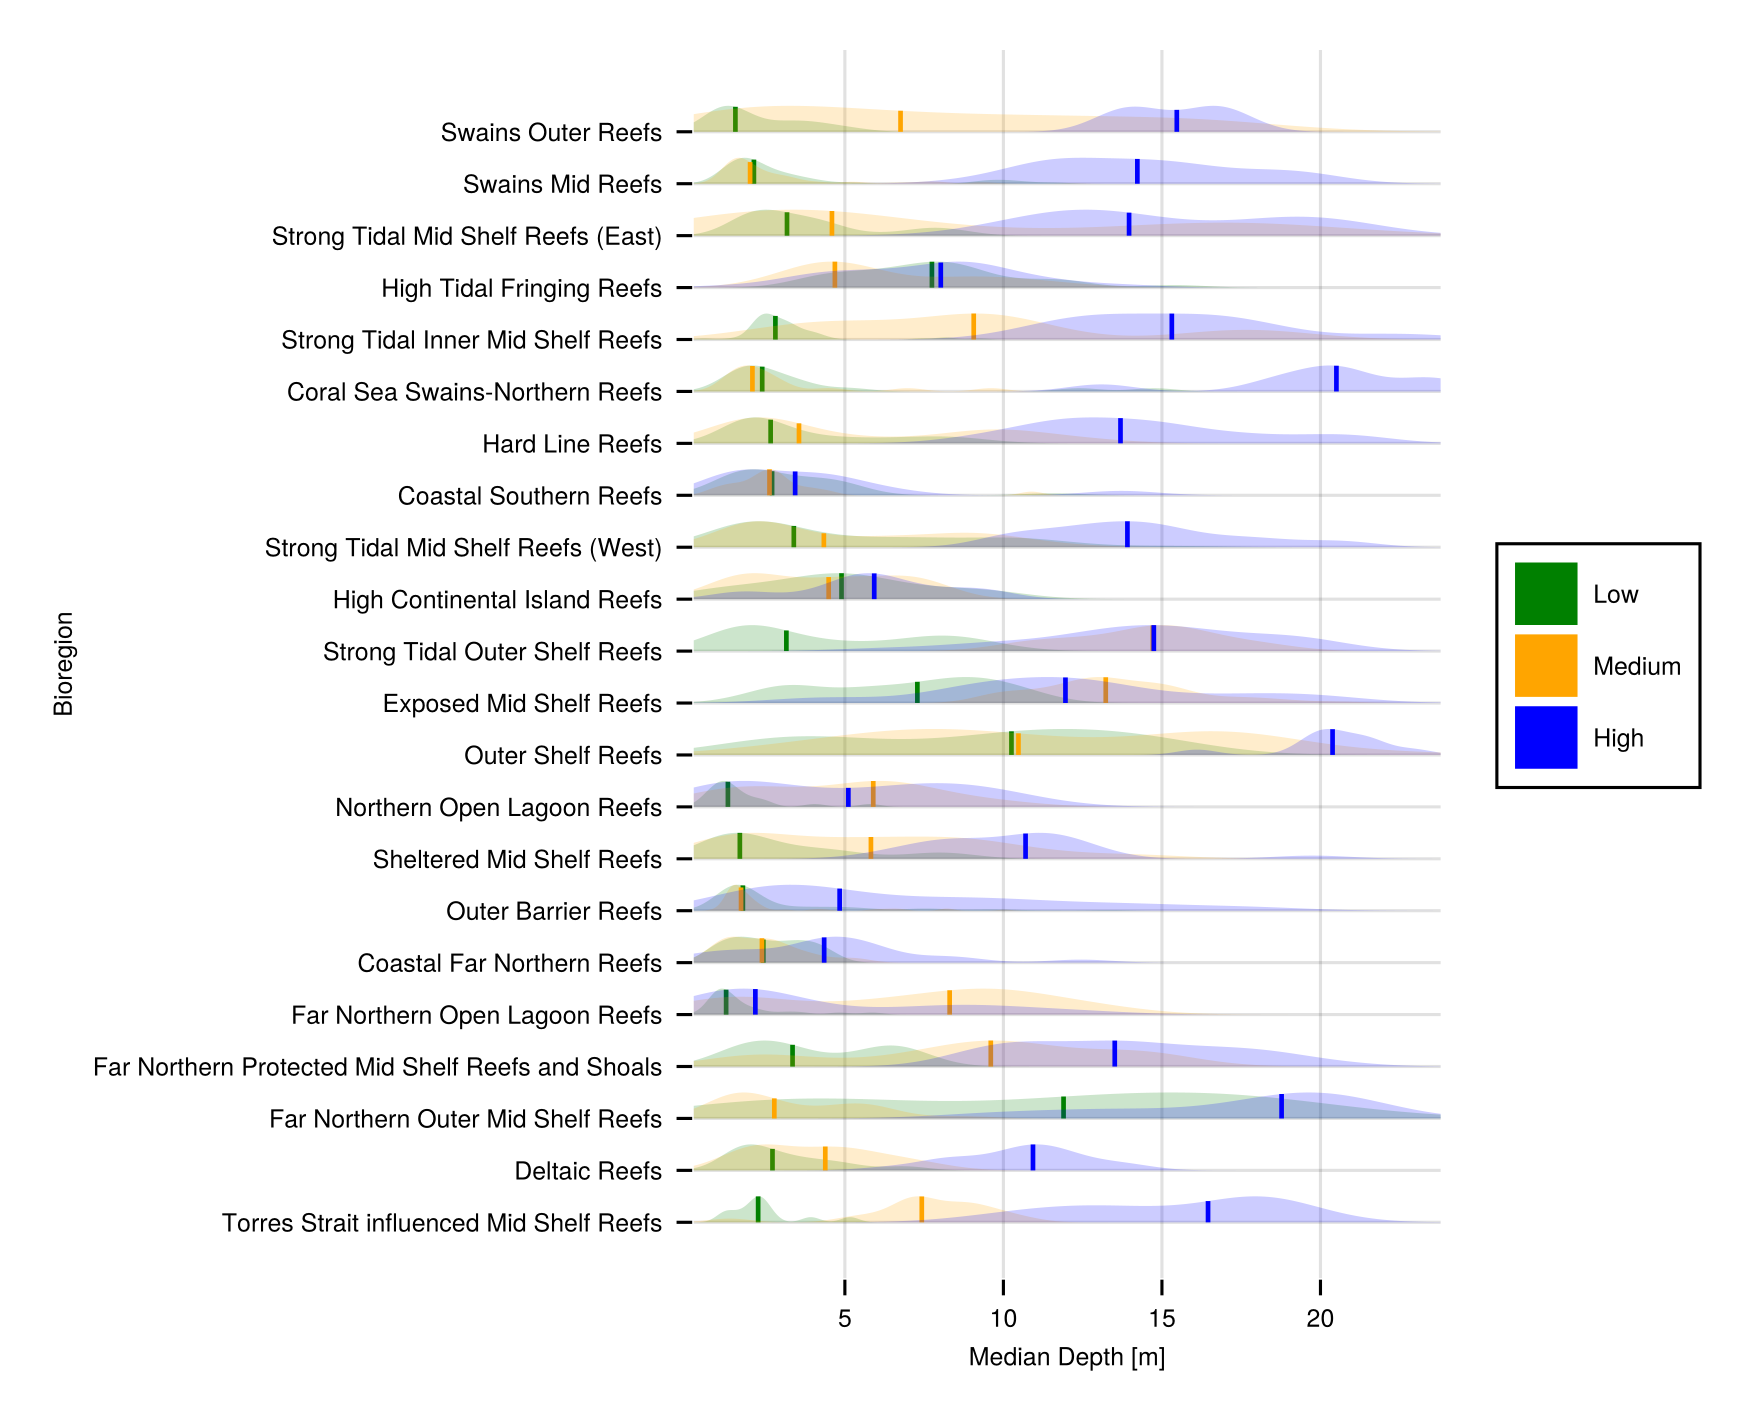 Swains Outer Reefs
Swains Mid Reefs
Strong Tidal Mid Shelf Reefs (East)
High Tidal Fringing Reefs
Strong Tidal Inner Mid Shelf Reefs
Coral Sea Swains-Northern Reefs
Hard Line Reefs
Coastal Southern Reefs
Strong Tidal Mid Shelf Reefs (West)
High Continental Island Reefs
Strong Tidal Outer Shelf Reefs
Exposed Mid Shelf Reefs
Outer Shelf Reefs
Northern Open Lagoon Reefs
Sheltered Mid Shelf Reefs
Outer Barrier Reefs
Coastal Far Northern Reefs
Far Northern Open Lagoon Reefs
Far Northern Protected Mid Shelf Reefs and Shoals
Far Northern Outer Mid Shelf Reefs
Deltaic Reefs
Torres Strait influenced Mid Shelf Reefs
Bioregion
5 10 15 20
Median Depth [m]
Low
Medium
High